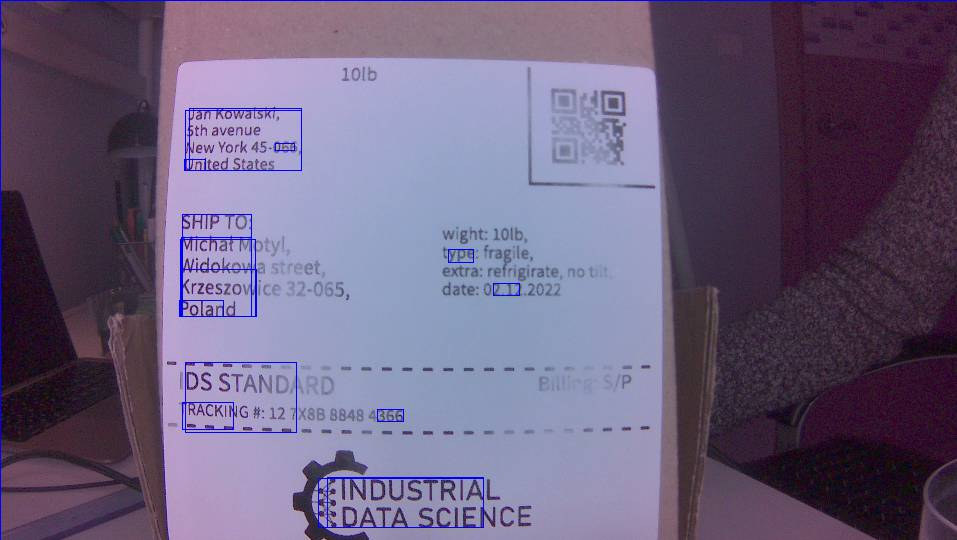 10lb
Jan Kowalski,
5th avenue
New York 45-066,
United States
SHIP TO:
Michał Motyl,
Widokowa street,
Krzeszowice 32-065,
Poland
wight: 10lb,
type: fragile,
extra: refrigirate, no tilt,
date: 02.12.2022
IDS STANDARD
Billing: S/P
TRACKING #: 12 7X8B 8848 4366
INDUSTRIAL
DATA SCIENCE